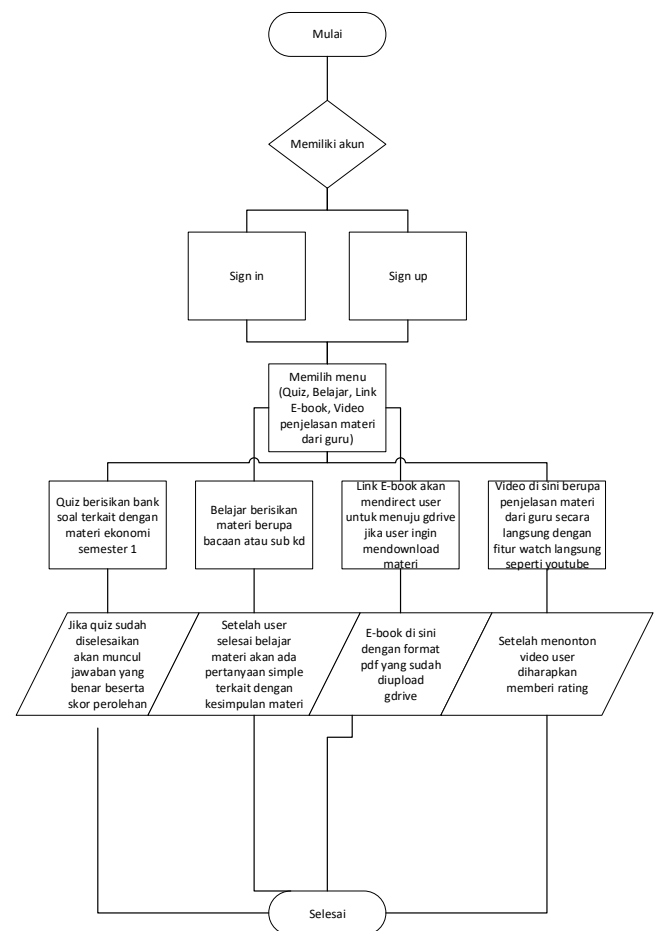 Mulai
Memiliki akun
Sign in
Sign up
Memilih menu
(Quiz, Belajar, Link
E-book, Video
penjelasan materi
dari guru)
Quiz berisikan bank
soal terkait dengan
materi ekonomi
semester 1
Belajar berisikan
materi berupa
bacaan atau sub kd
Link E-book akan
mendirect user
untuk menuju gdrive
jika user ingin
mendownload
materi
Video di sini berupa
penjelasan materi
dari guru secara
langsung dengan
fitur watch langsung
seperti youtube
Jika quiz sudah
diselesaikan
akan muncul
jawaban yang
benar beserta
skor perolehan
Setelah user
selesai belajar
materi akan ada
pertanyaan simple
terkait dengan
kesimpulan materi
E-book di sini
dengan format
pdf yang sudah
diupload
gdrive
Setelah menonton
video user
diharapkan
memberi rating
Selesai